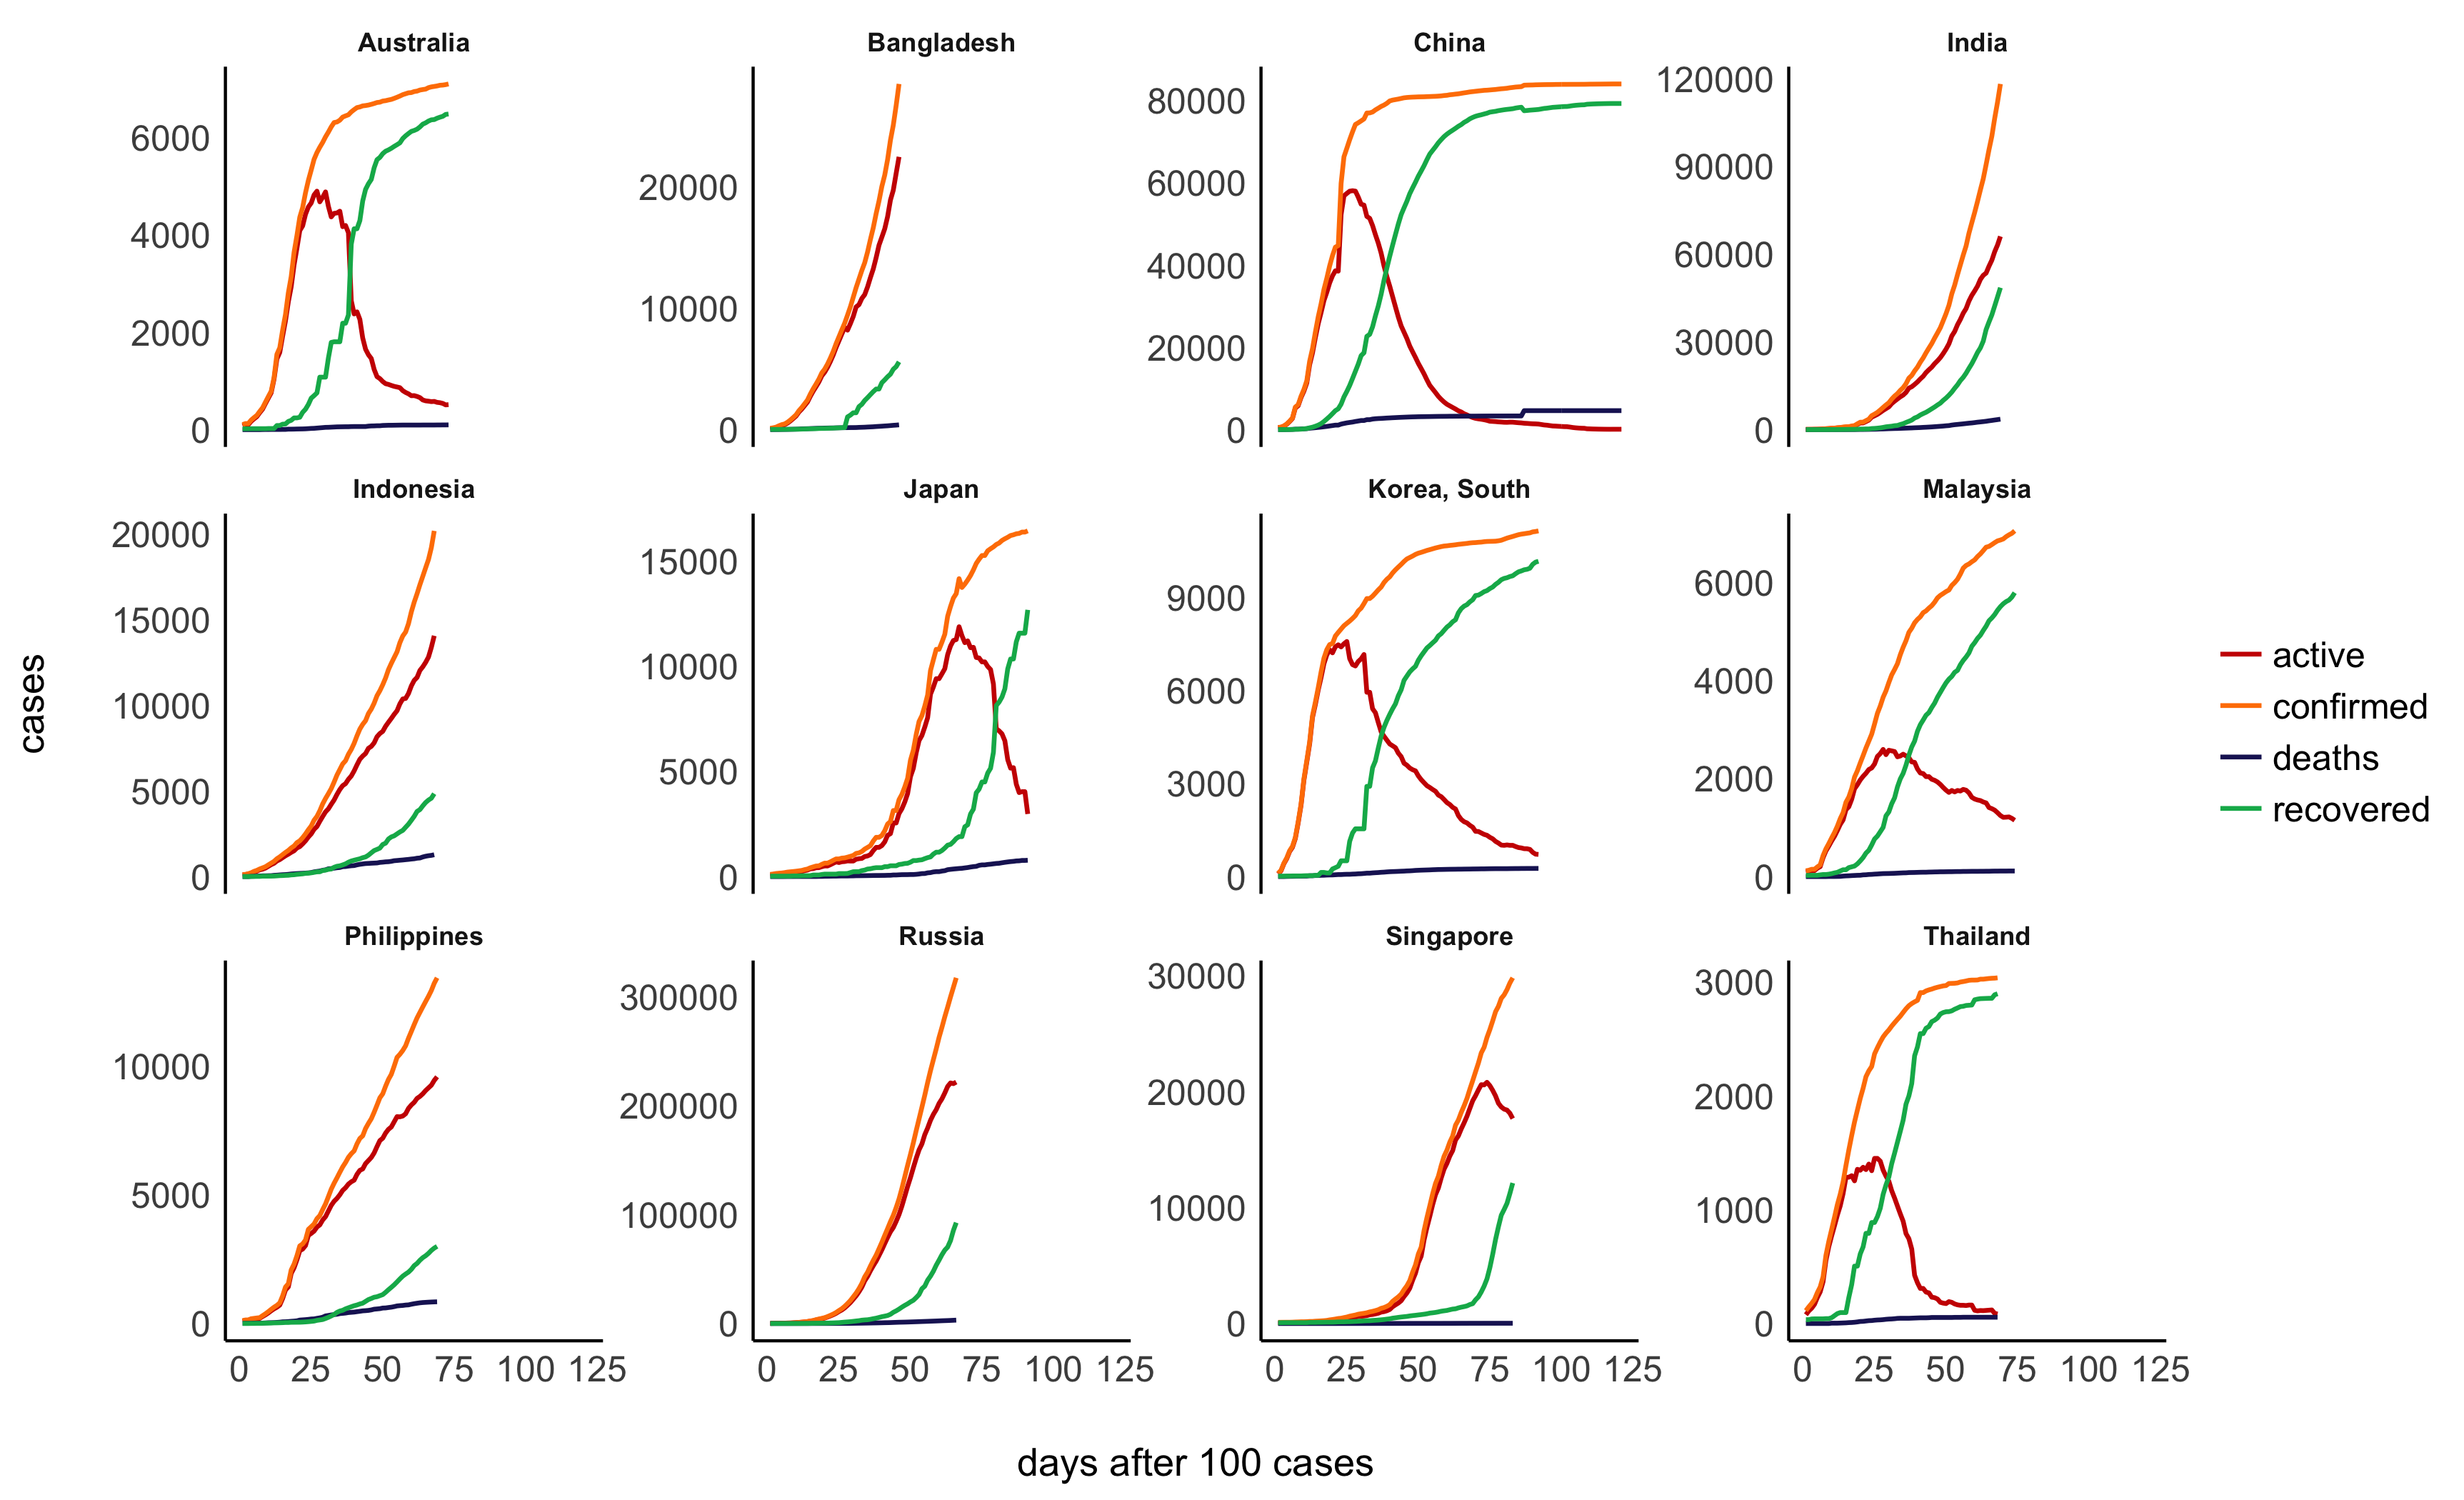 Australia
Bangladesh
China
India
6000
4000
2000
0
20000
10000
0
80000
60000
40000
20000
0
120000
90000
60000
30000
0
Indonesia
Japan
Korea, South
Malaysia
20000
15000
10000
5000
0
15000
10000
5000
0
9000
6000
3000
0
6000
4000
2000
0
cases
active
confirmed
deaths
recovered
Philippines
Russia
Singapore
Thailand
10000
5000
0
300000
200000
100000
0
30000
20000
10000
0
3000
2000
1000
0
0 25 50 75 100 125
0 25 50 75 100 125
0 25 50 75 100 125
0 25 50 75 100 125
days after 100 cases